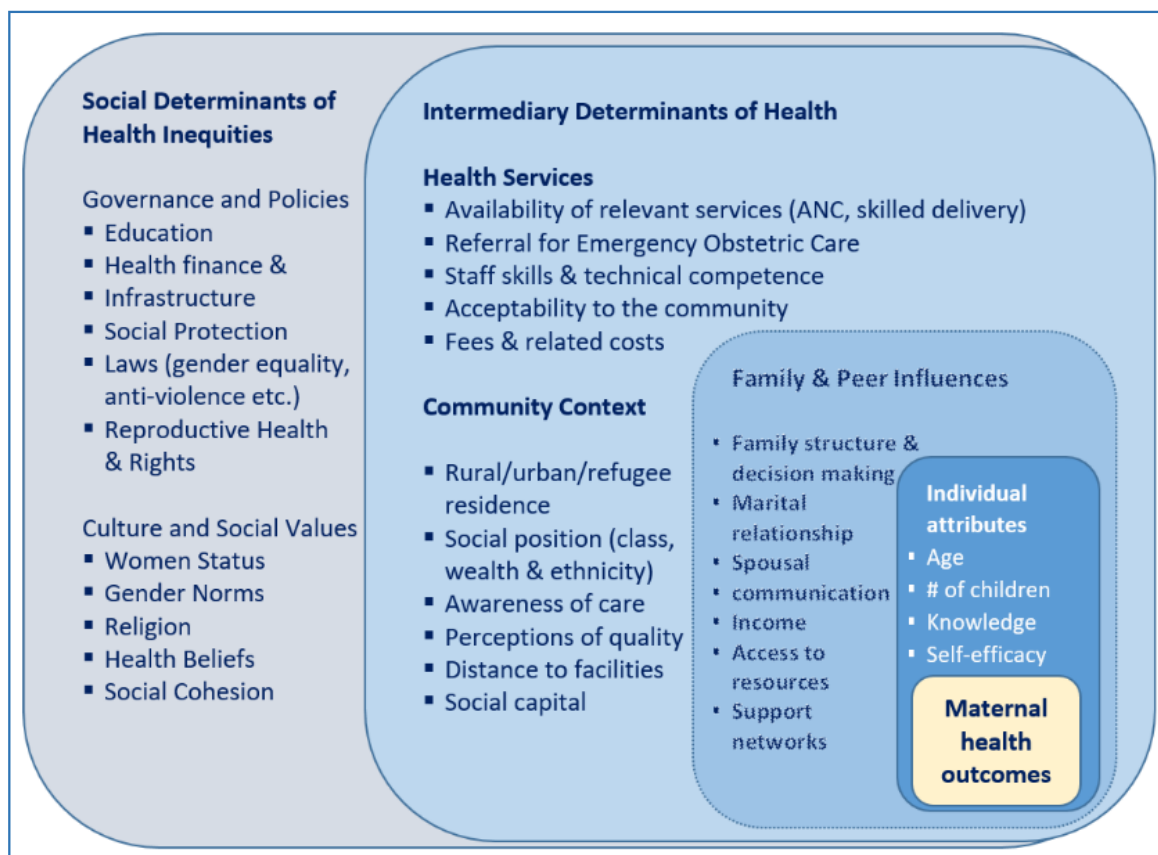 Social Determinants of
Health Inequities
Governance and Policies
▪ Education
▪ Health finance &
▪ Infrastructure
▪ Social Protection
▪ Laws (gender equality,
anti-violence etc.)
▪ Reproductive Health
& Rights
Culture and Social Values
▪ Women Status
▪ Gender Norms
▪ Religion
▪ Health Beliefs
▪ Social Cohesion
Intermediary Determinants of Health
Health Services
▪ Availability of relevant services (ANC, skilled delivery)
▪ Referral for Emergency Obstetric Care
▪ Staff skills & technical competence
▪ Acceptability to the community
▪ Fees & related costs
Community Context
▪ Rural/urban/refugee
residence
▪ Social position (class,
wealth & ethnicity)
▪ Awareness of care
▪ Perceptions of quality
▪ Distance to facilities
▪ Social capital
Family & Peer Influences
▪ Family structure &
decision making
▪ Marital
relationship
▪ Spousal
▪ communication
▪ Income
▪ Access to
resources
▪ Support
networks
Individual
attributes
▪ Age
▪ # of children
▪ Knowledge
▪ Self-efficacy
Maternal
health
outcomes